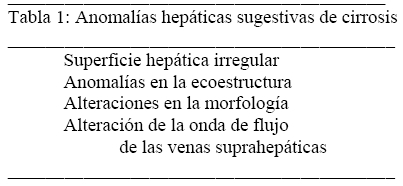 Tabla 1: Anomalías hepáticas sugestivas de cirrosis
Superficie hepática irregular
Anomalías en la ecoestructura
Alteraciones en la morfología
Alteración de la onda de flujo
de las venas suprahepáticas